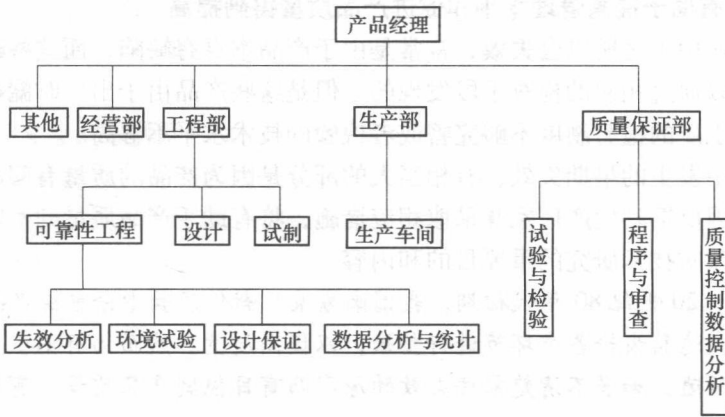 产品经理
其他
经营部
工程部
生产部
质量保证部
可靠性工程
设计
试制
生产车间
试验与检验
程序与审查
质量控制数据分析
失效分析
环境试验
设计保证
数据分析与统计